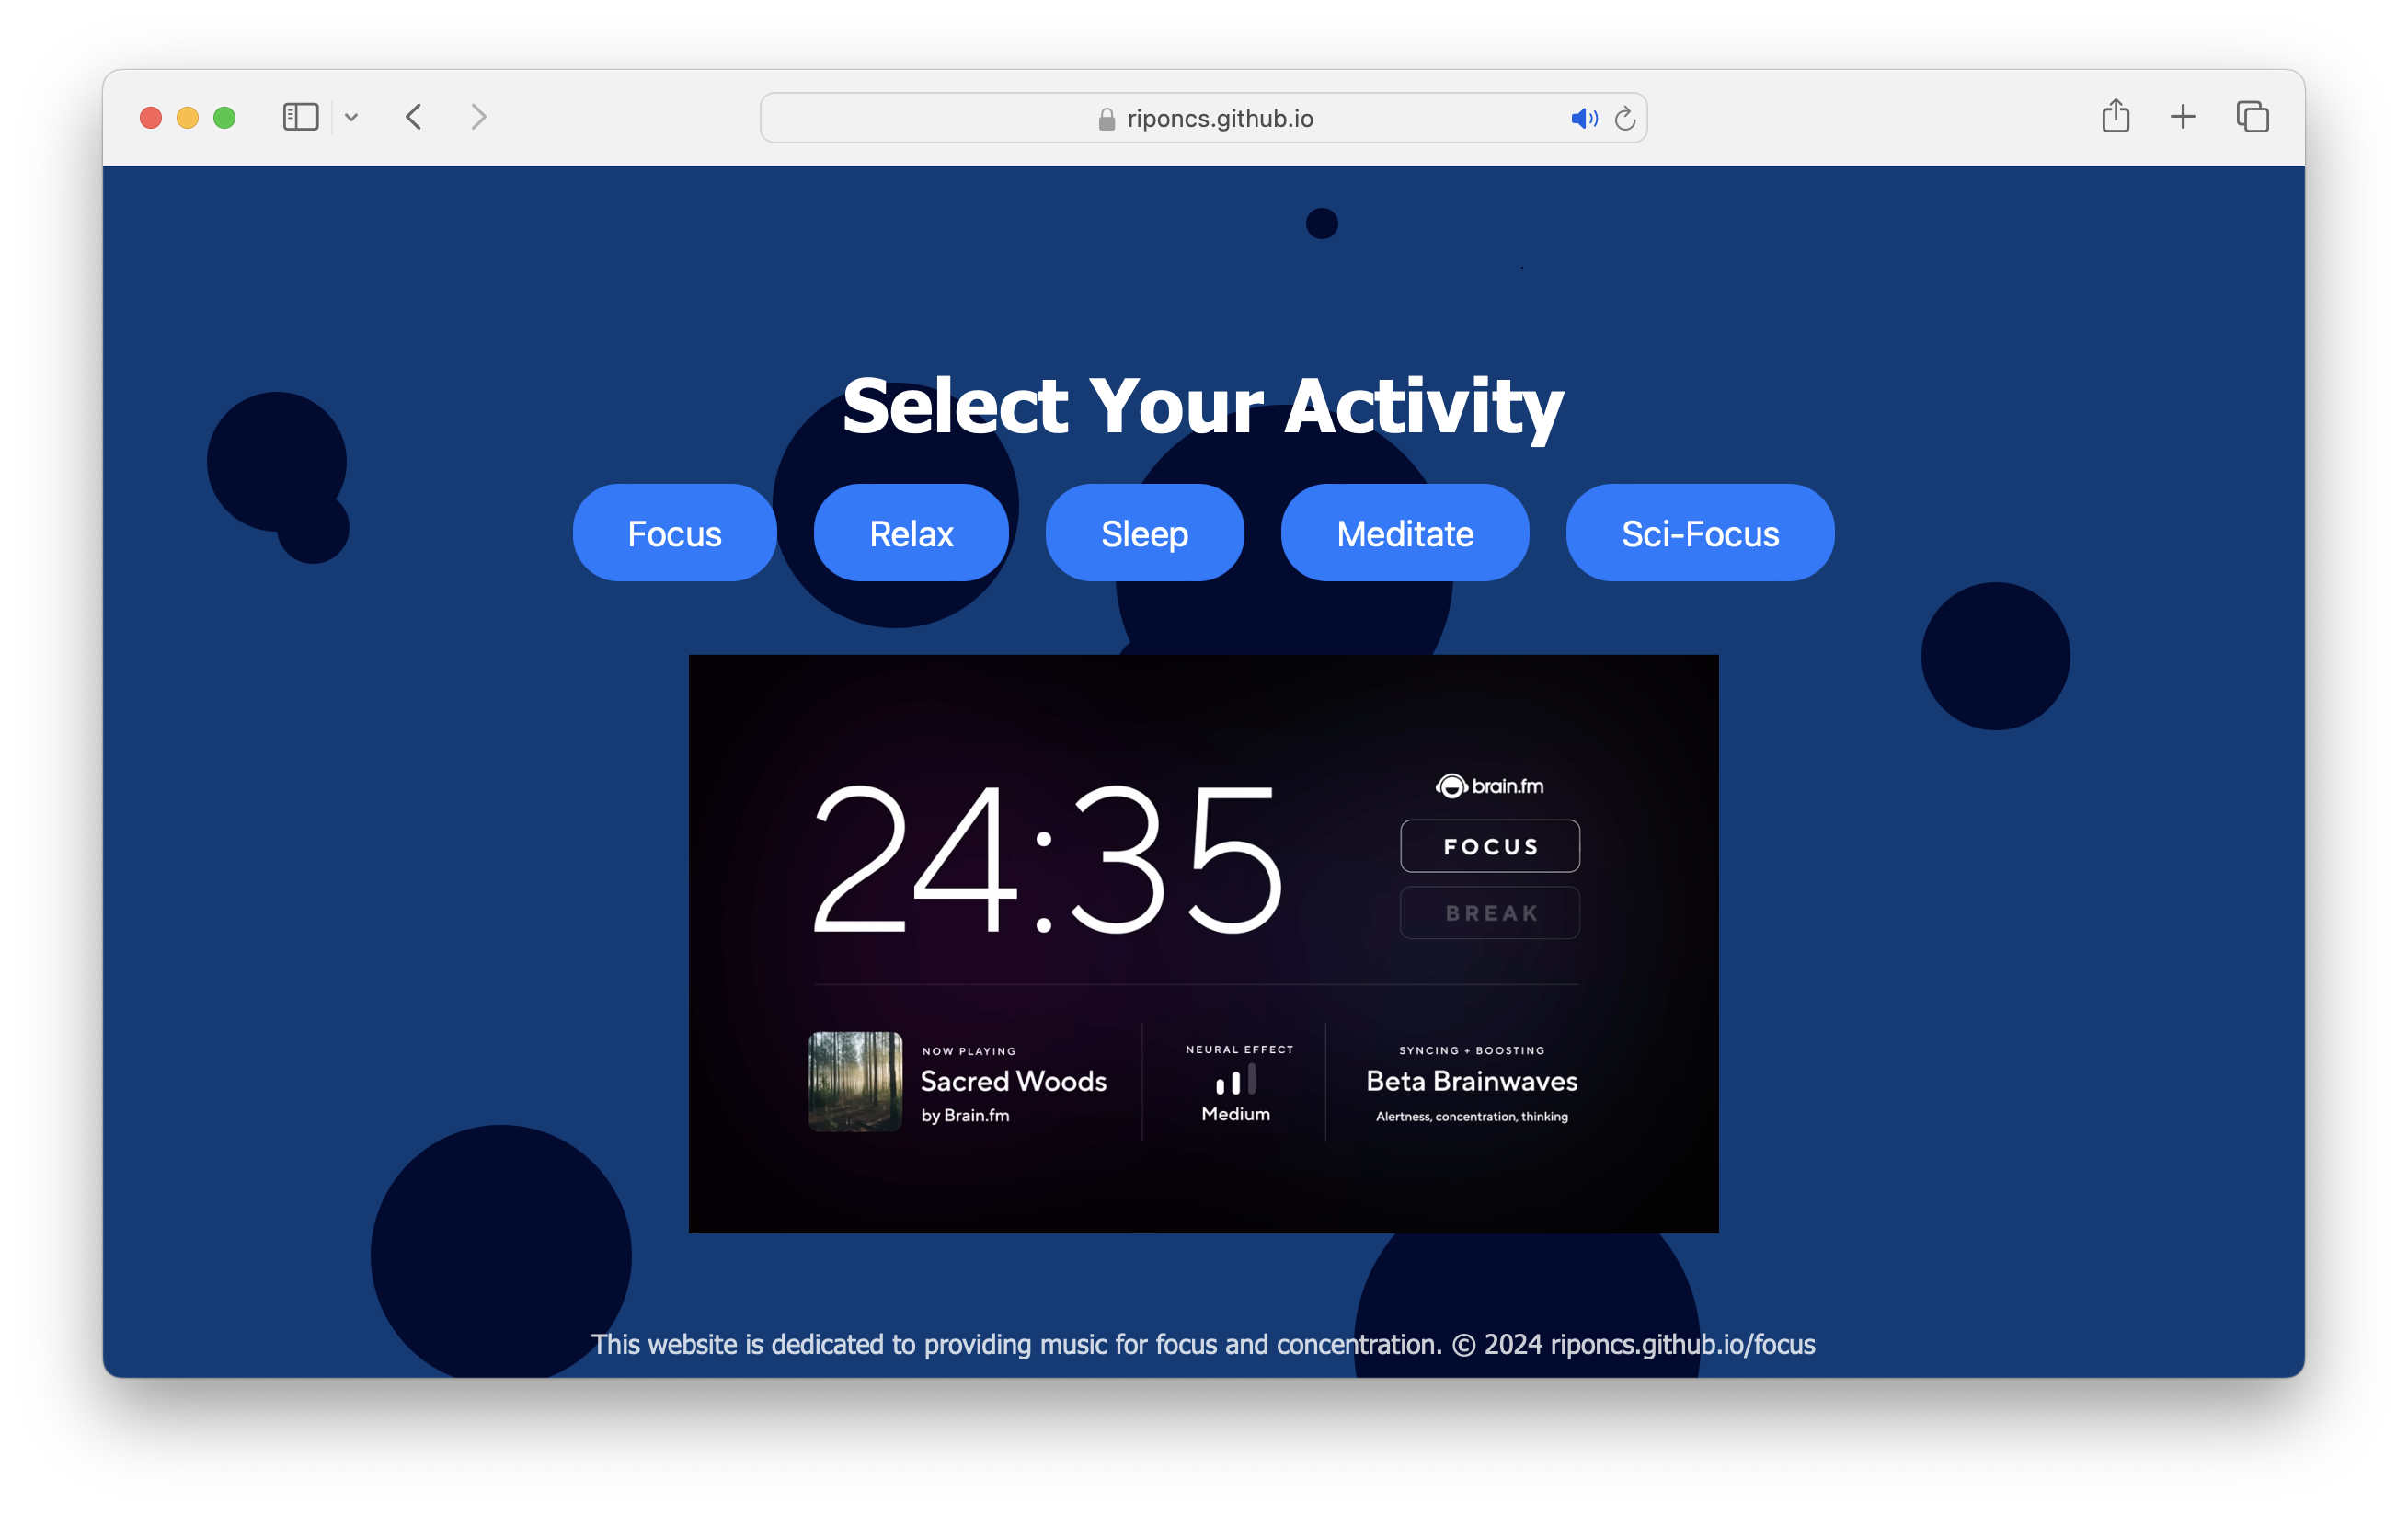 riponcs.github.io
Select Your Activity
Focus
Relax
Sleep
Meditate
Sci-Focus
24:35
brain.fm
FOCUS
BREAK
NOW PLAYING
Sacred Woods
by Brain.fm
NEURAL EFFECT
Medium
SYNCING + BOOSTING
Beta Brainwaves
Alertness, concentration, thinking
This website is dedicated to providing music for focus and concentration. © 2024 riponcs.github.io/focus